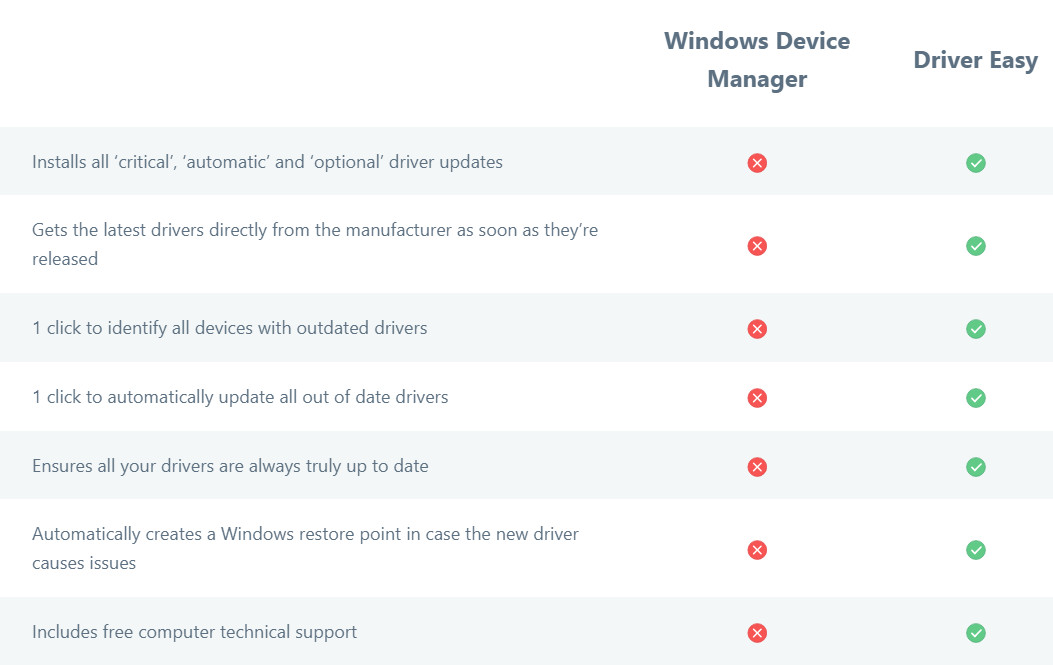 Windows Device
Manager
Driver Easy
Installs all ‘critical’, ‘automatic’ and ‘optional’ driver updates
Gets the latest drivers directly from the manufacturer as soon as they’re
released
1 click to identify all devices with outdated drivers
1 click to automatically update all out of date drivers
Ensures all your drivers are always truly up to date
Automatically creates a Windows restore point in case the new driver
causes issues
Includes free computer technical support